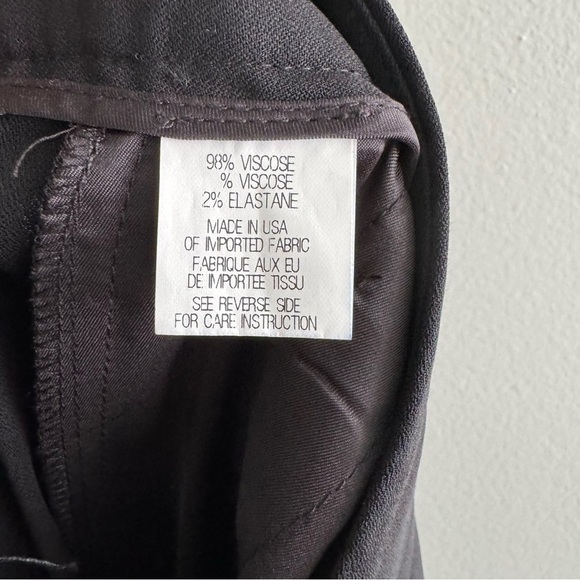 98% VISCOSE
% VISCOSE
2% ELASTANE
MADE IN USA
OF IMPORTED FABRIC
FABRIQUE AUX EU
DE IMPORTEE TISSU
SEE REVERSE SIDE
FOR CARE INSTRUCTION